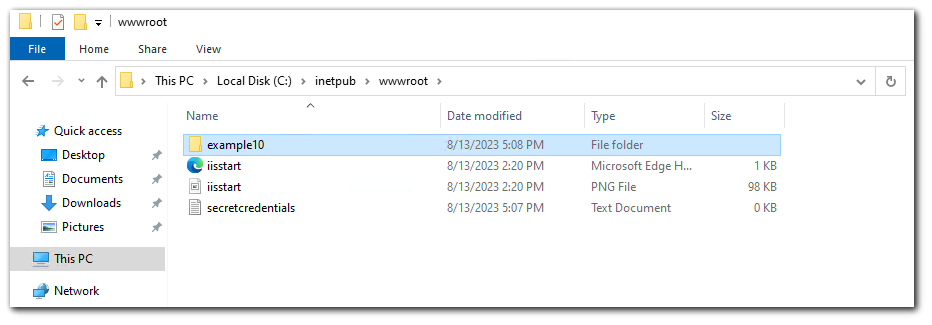 wwwroot
File Home Share View
This PC Local Disk (C:) inetpub wwwroot
Name Date modified Type Size
Quick access
Desktop
Documents
Downloads
Pictures
This PC
Network
example10 8/13/2023 5:08 PM File folder
iisstart 8/13/2023 2:20 PM Microsoft Edge H... 1 KB
iisstart 8/13/2023 2:20 PM PNG File 98 KB
secretcredentials 8/13/2023 5:07 PM Text Document 0 KB